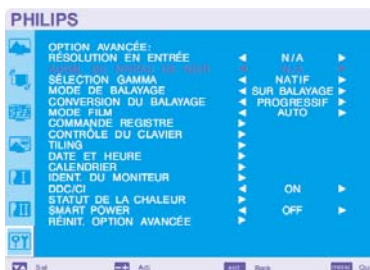 PHILIPS
OPTION AVANCÉE:
RÉSOLUTION EN ENTRÉE N/A
SÉLECTION GAMMA NATIF
MODE DE BALAYAGE SUR BALAYAGE
CONVERSION DU BALAYAGE PROGRESSIF
MODE FILM AUTO
COMMANDE REGISTRE
CONTRÔLE DU CLAVIER
TILING
DATE ET HEURE
CALENDRIER
IDENT. DU MONITEUR
DDC/CI ON
STATUT DE LA CHALEUR
SMART POWER OFF
RÉINIT. OPTION AVANCÉE
Sel Adj Back